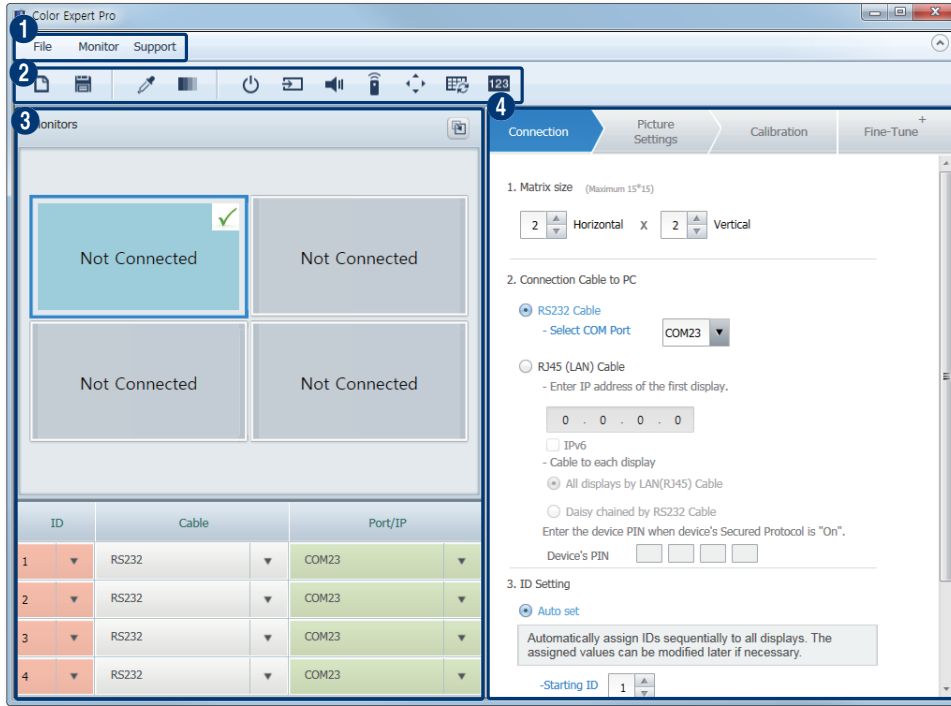 Color Expert Pro
1
File Monitor Support
2
123
3
Monitors
4
Connection
Picture
Settings
Calibration
Fine-Tune +
Not Connected
Not Connected
Not Connected
Not Connected
ID Cable Port/IP
1 RS232 COM23
2 RS232 COM23
3 RS232 COM23
4 RS232 COM23
1. Matrix size (Maximum 15*15)
2 Horizontal X 2 Vertical
2. Connection Cable to PC
RS232 Cable
- Select COM Port COM23
RJ45 (LAN) Cable
- Enter IP address of the first display.
0 . 0 . 0 . 0
IPv6
- Cable to each display
All displays by LAN(RJ45) Cable
Daisy chained by RS232 Cable
Enter the device PIN when device's Secured Protocol is "On".
Device's PIN
3. ID Setting
Auto set
Automatically assign IDs sequentially to all displays. The
assigned values can be modified later if necessary.
-Starting ID 1